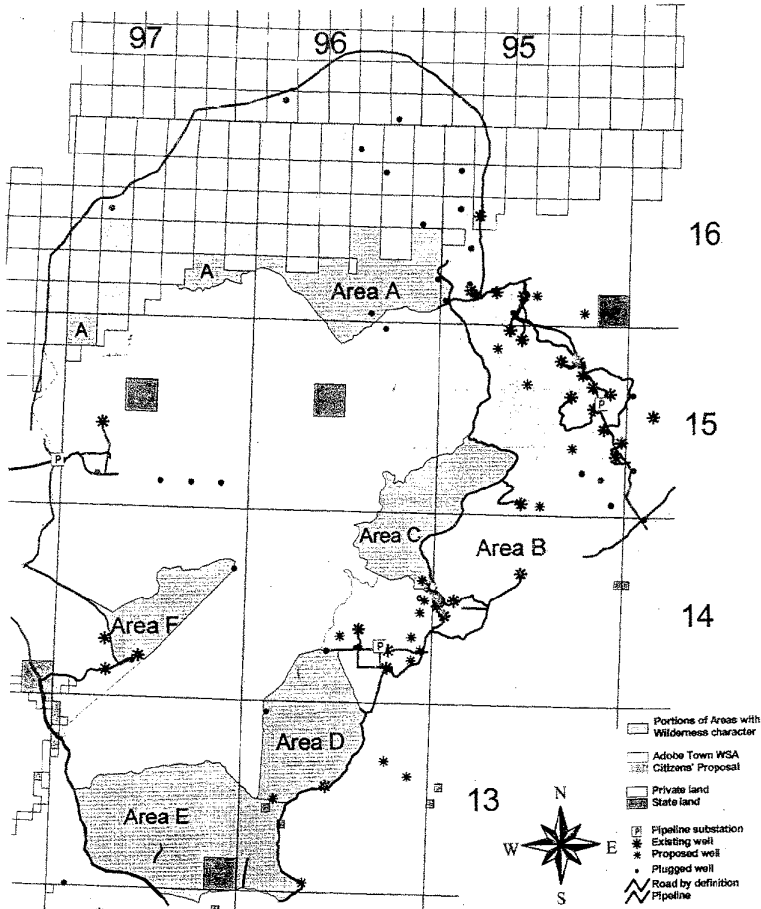 97
96
95
16
A
Area A
A
P
15
P
Area C
Area B
Area F
14
P
Area D
13
Area E
Portions of Areas with
Wilderness character
Adobe Town WSA
Citizens' Proposal
Private land
State land
P Pipeline substation
Existing well
Proposed well
Plugged well
Road by definition
Pipeline
N
W E
S